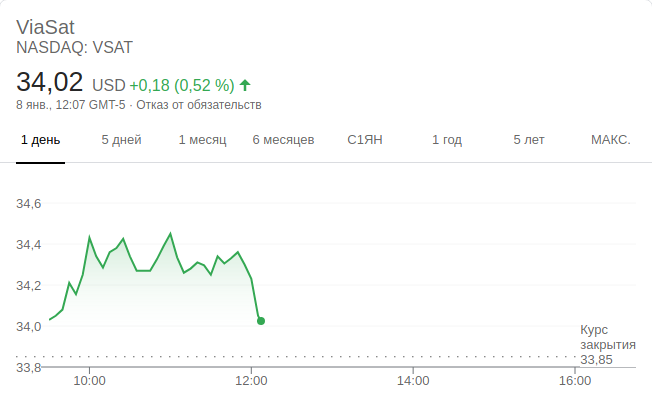 ViaSat
NASDAQ: VSAT
34,02 USD +0,18 (0,52 %)
8 янв., 12:07 GMT-5 · Отказ от обязательств
1 день 5 дней 1 месяц 6 месяцев С1ЯН 1 год 5 лет МАКС.
34,6
34,4
34,2
34,0
Курс
закрытия
33,85
33,8
10:00 12:00 14:00 16:00